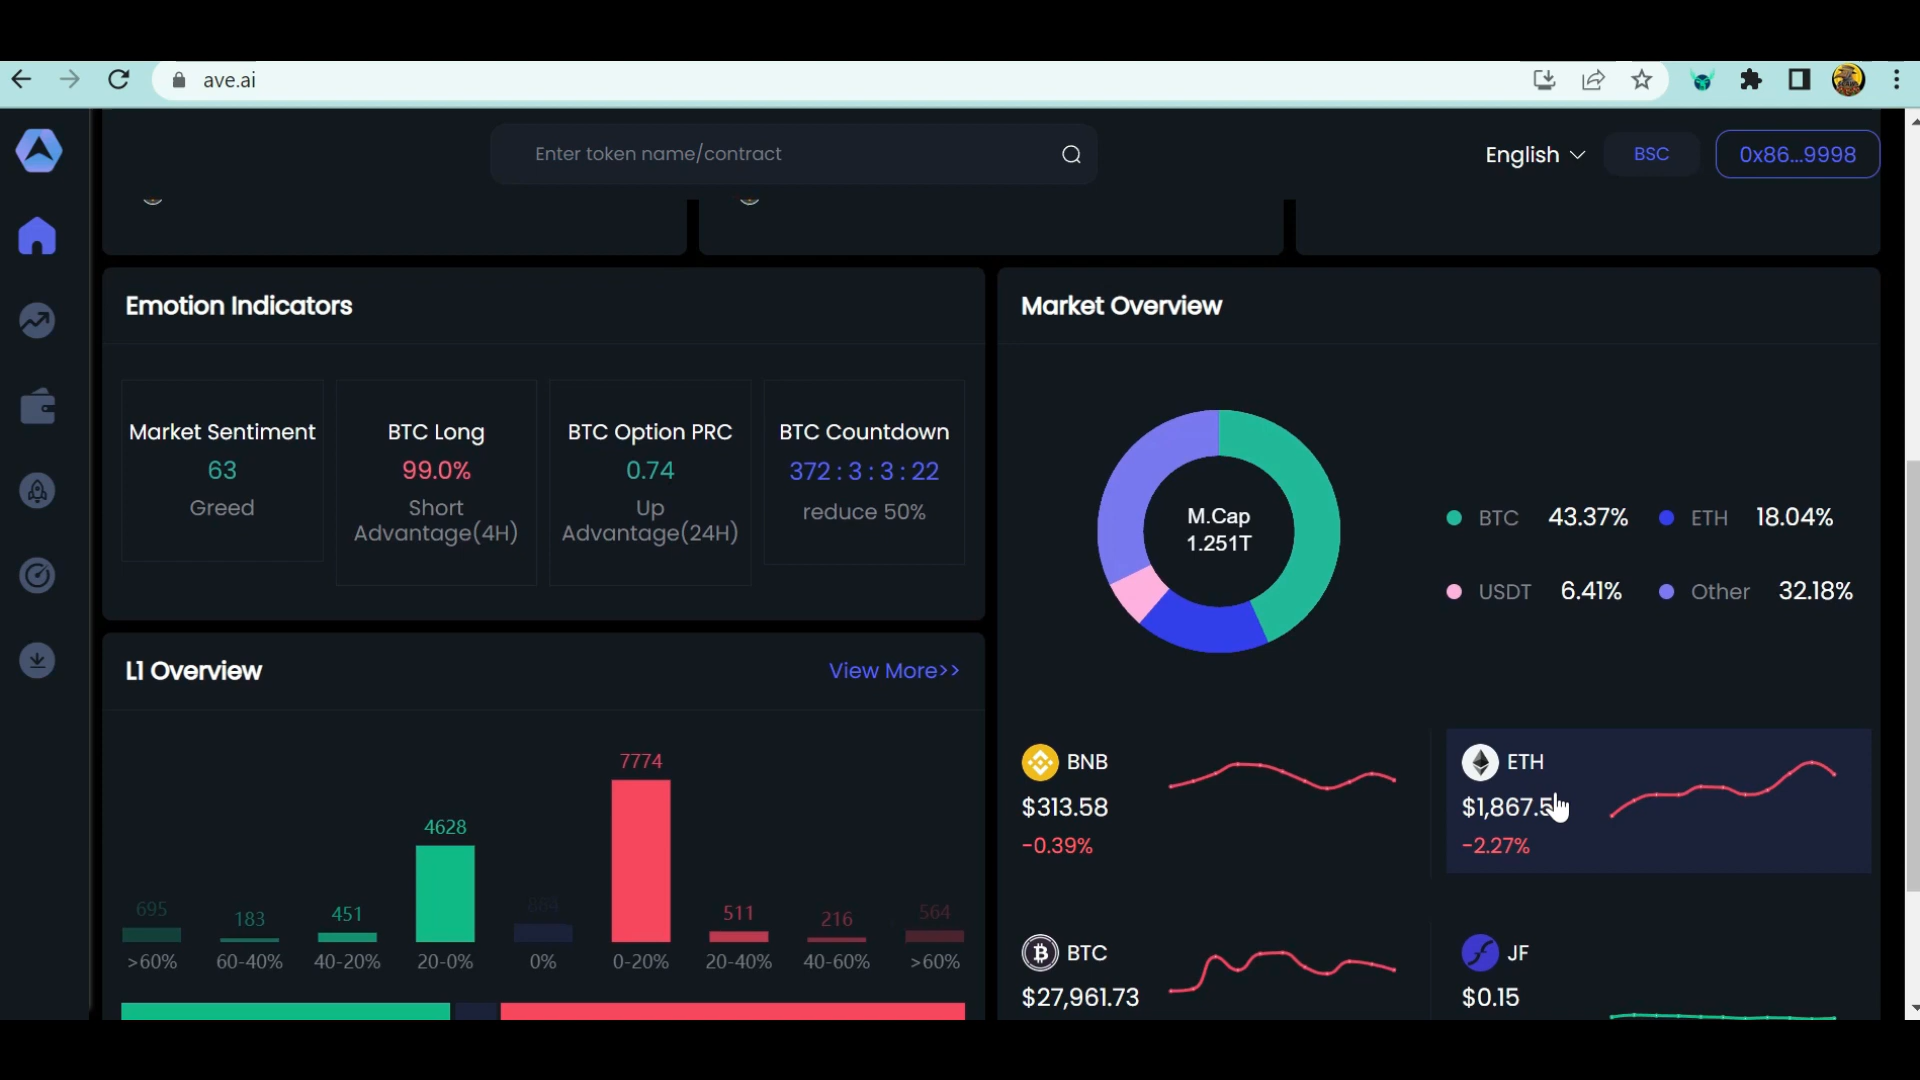 ave.ai
Enter token name/contract
English
BSC
0x86...9998
Emotion Indicators
Market Sentiment
63
Greed
BTC Long
99.0%
Short
Advantage(4H)
BTC Option PRC
0.74
Up
Advantage(24H)
BTC Countdown
372 : 3 : 3 : 22
reduce 50%
Market Overview
M.Cap
1.251T
BTC 43.37%
ETH 18.04%
USDT 6.41%
Other 32.18%
L1 Overview
View More>>
695
183
451
4628
7774
511
216
564
>60%
60-40%
40-20%
20-0%
0%
0-20%
20-40%
40-60%
>60%
BNB
$313.58
-0.39%
ETH
$1,867.5
-2.27%
BTC
$27,961.73
JF
$0.15